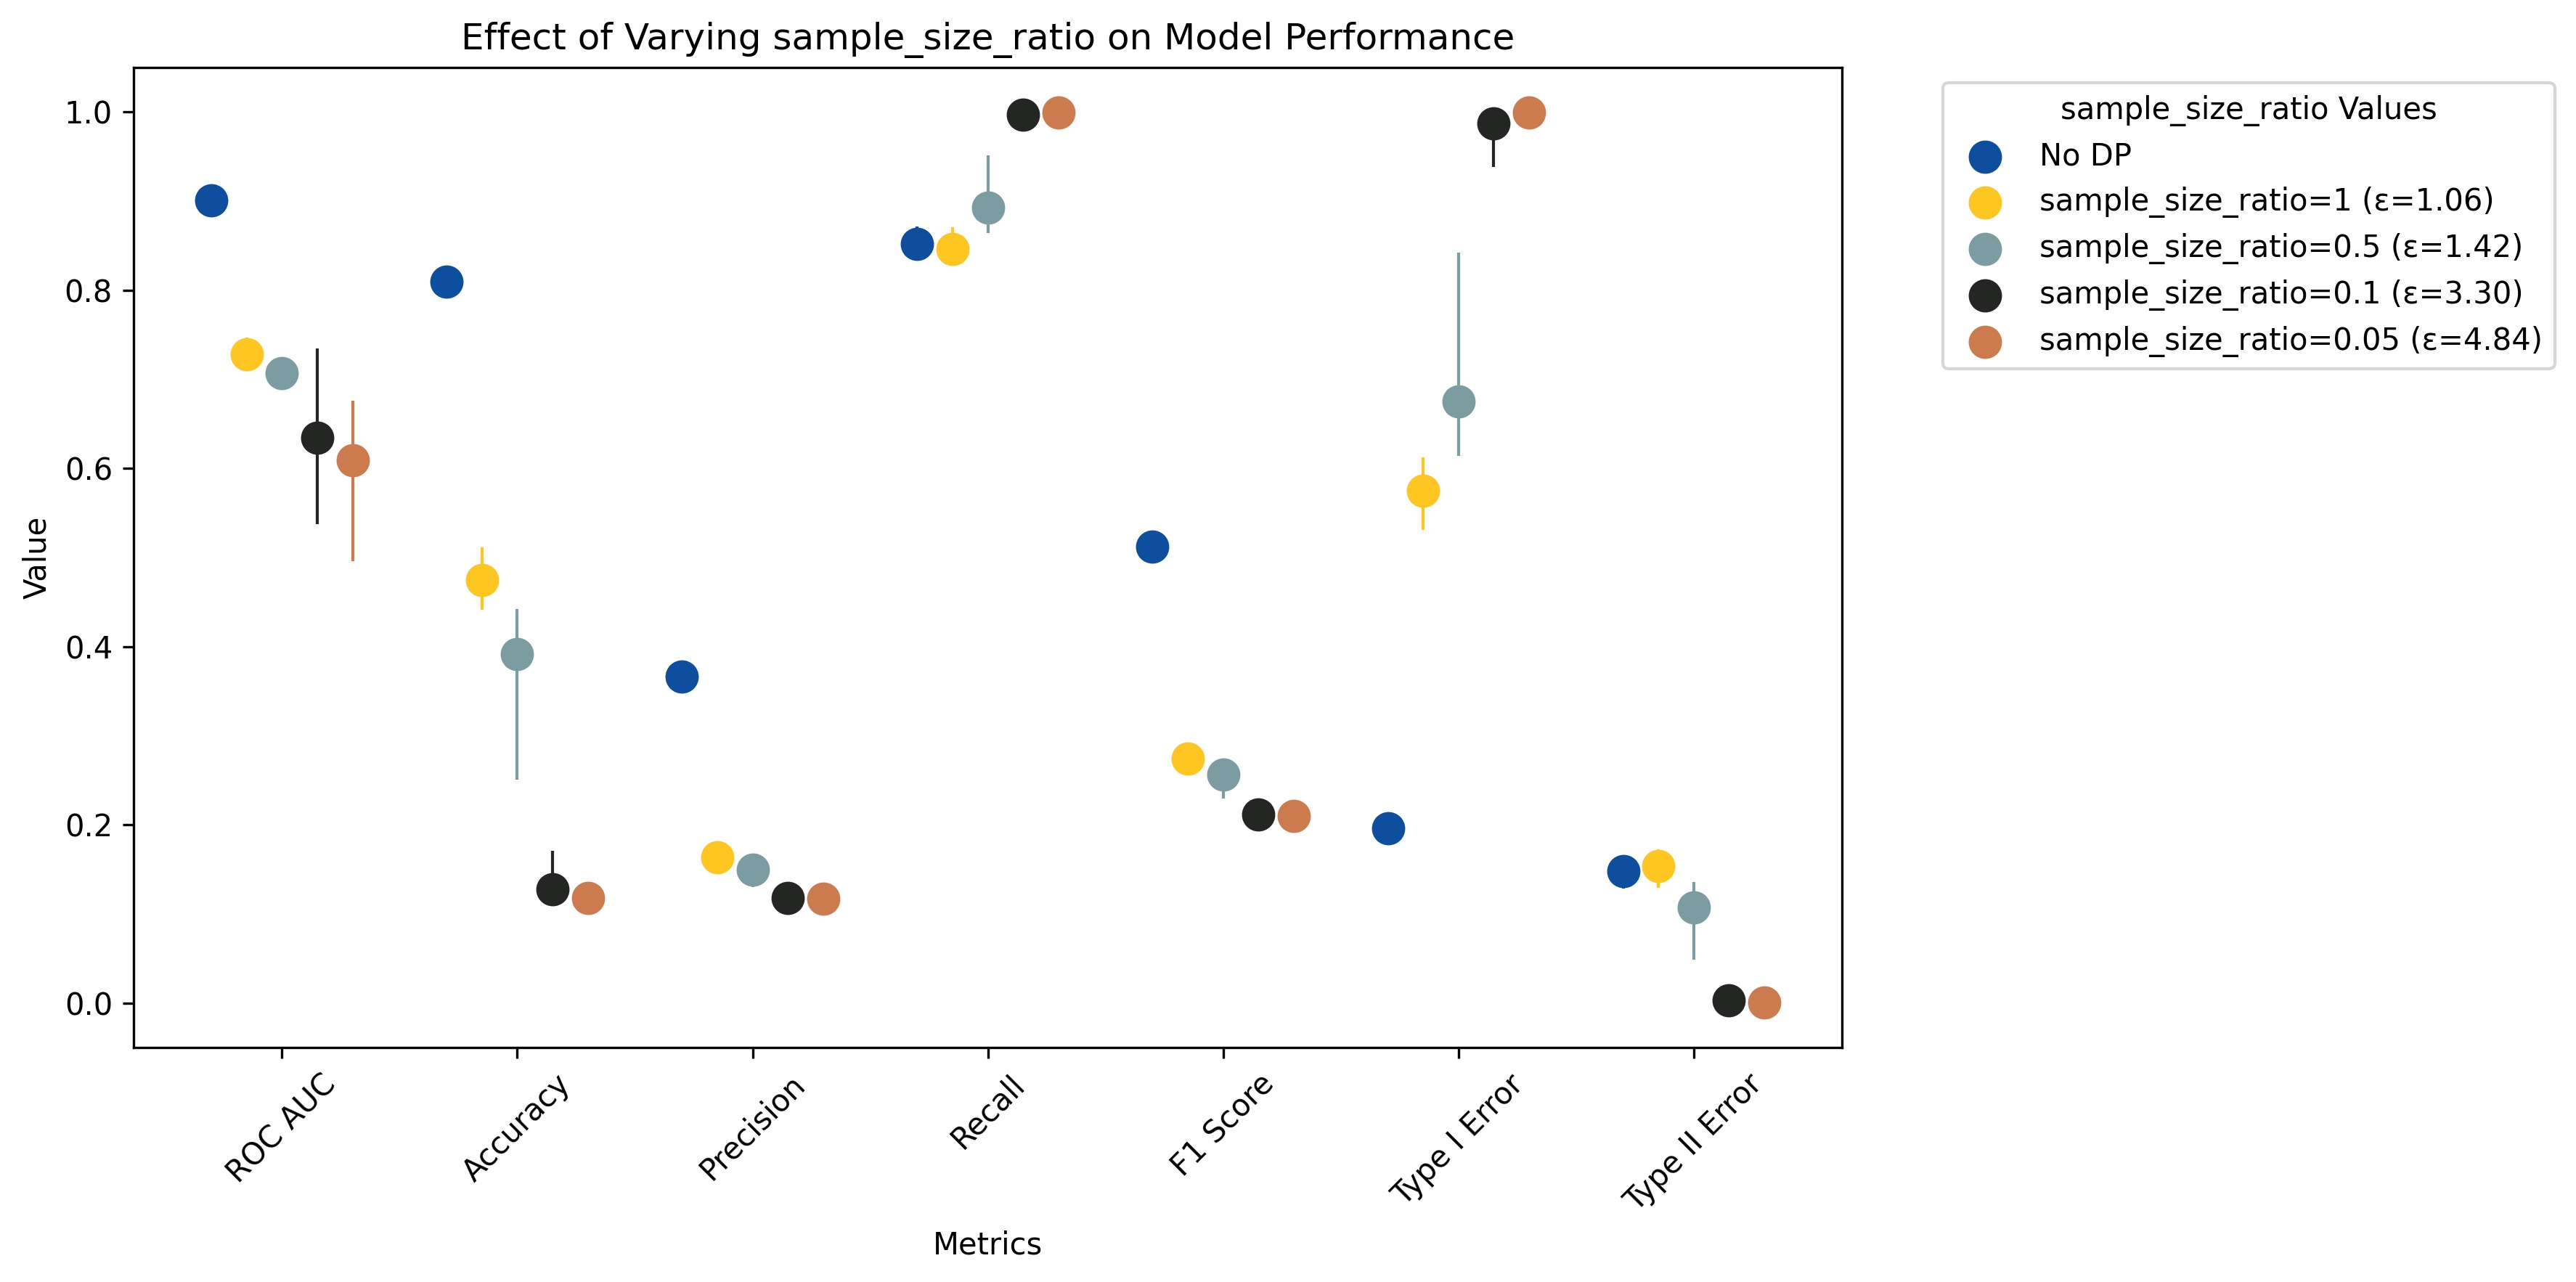 Effect of Varying sample_size_ratio on Model Performance
sample_size_ratio Values
No DP
sample_size_ratio=1 (ε=1.06)
sample_size_ratio=0.5 (ε=1.42)
sample_size_ratio=0.1 (ε=3.30)
sample_size_ratio=0.05 (ε=4.84)
Value
1.0
0.8
0.6
0.4
0.2
0.0
ROC AUC
Accuracy
Precision
Recall
F1 Score
Type I Error
Type II Error
Metrics